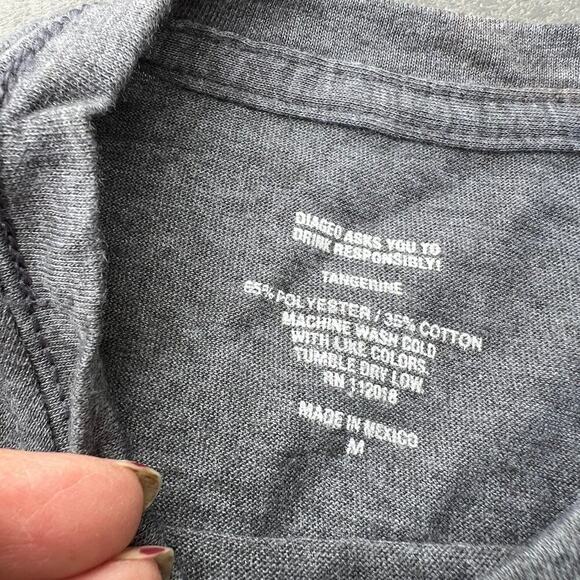 DIAGEO ASKS YOU TO
DRINK RESPONSIBLY!
TANGERINE
65% POLYESTER / 35% COTTON
MACHINE WASH COLD
WITH LIKE COLORS.
TUMBLE DRY LOW.
RN 112018
MADE IN MEXICO
M